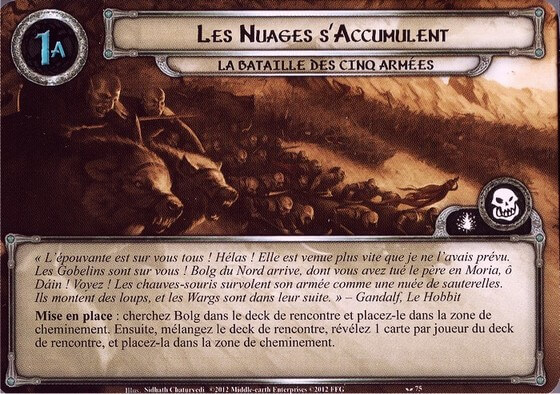 1A
LES NUAGES S'ACCUMULENT
LA BATAILLE DES CINQ ARMÉES
« L'épouvante est sur vous tous ! Hélas ! Elle est venue plus vite que je ne l'avais prévu.
Les Gobelins sont sur vous ! Bolg du Nord arrive, dont vous avez tué le père en Moria, ô
Dáin ! Voyez ! Les chauves-souris survolent son armée comme une nuée de sauterelles.
Ils montent des loups, et les Wargs sont dans leur suite. » – Gandalf, Le Hobbit
Mise en place : cherchez Bolg dans le deck de rencontre et placez-le dans la zone de
cheminement. Ensuite, mélangez le deck de rencontre, révélez 1 carte par joueur du deck
de rencontre, et placez-la dans la zone de cheminement.
Illus. Sidhath Chaturvedi ©2012 Middle-earth Enterprises ©2012 FFG 75